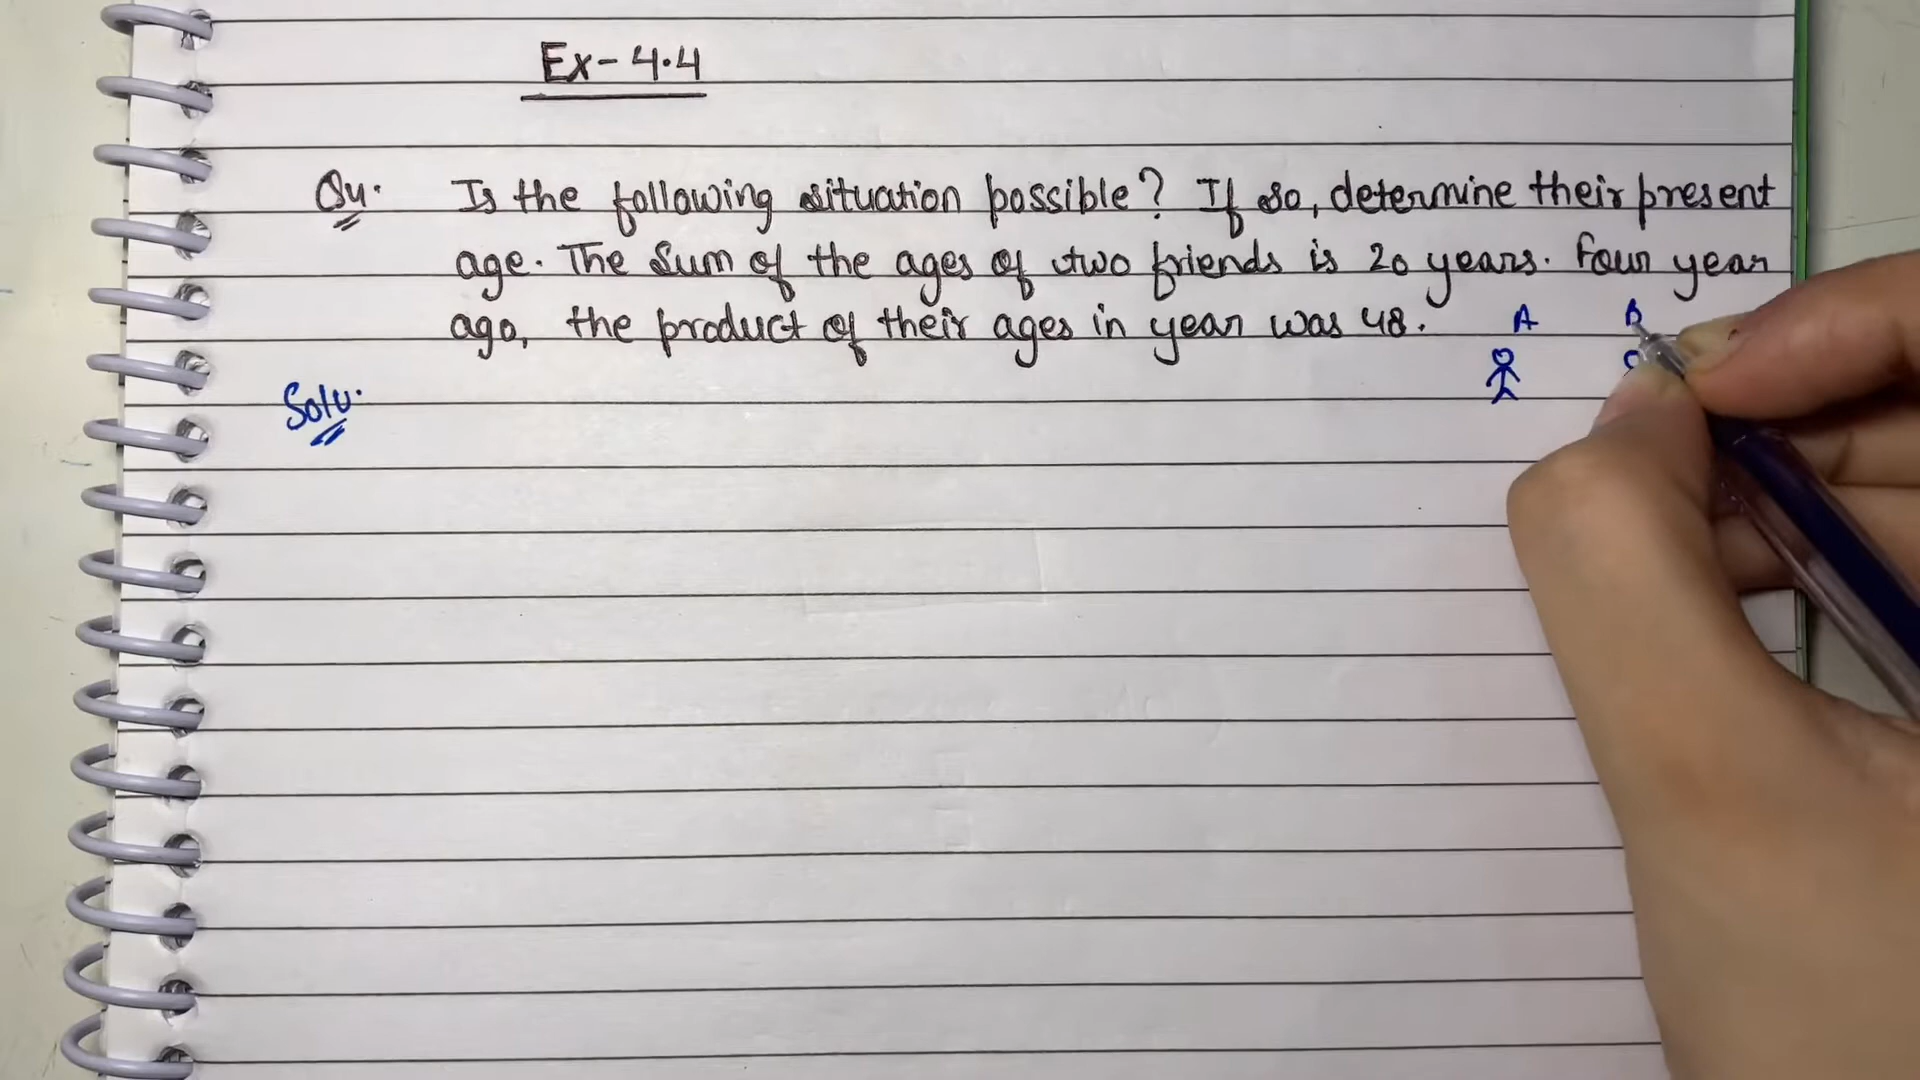 Ex-4.4
Q4. Is the following situation possible? If so, determine their present
age. The Sum of the ages of two friends is 20 years. Four year
ago, the product of their ages in year was 48.
A B
Solu.